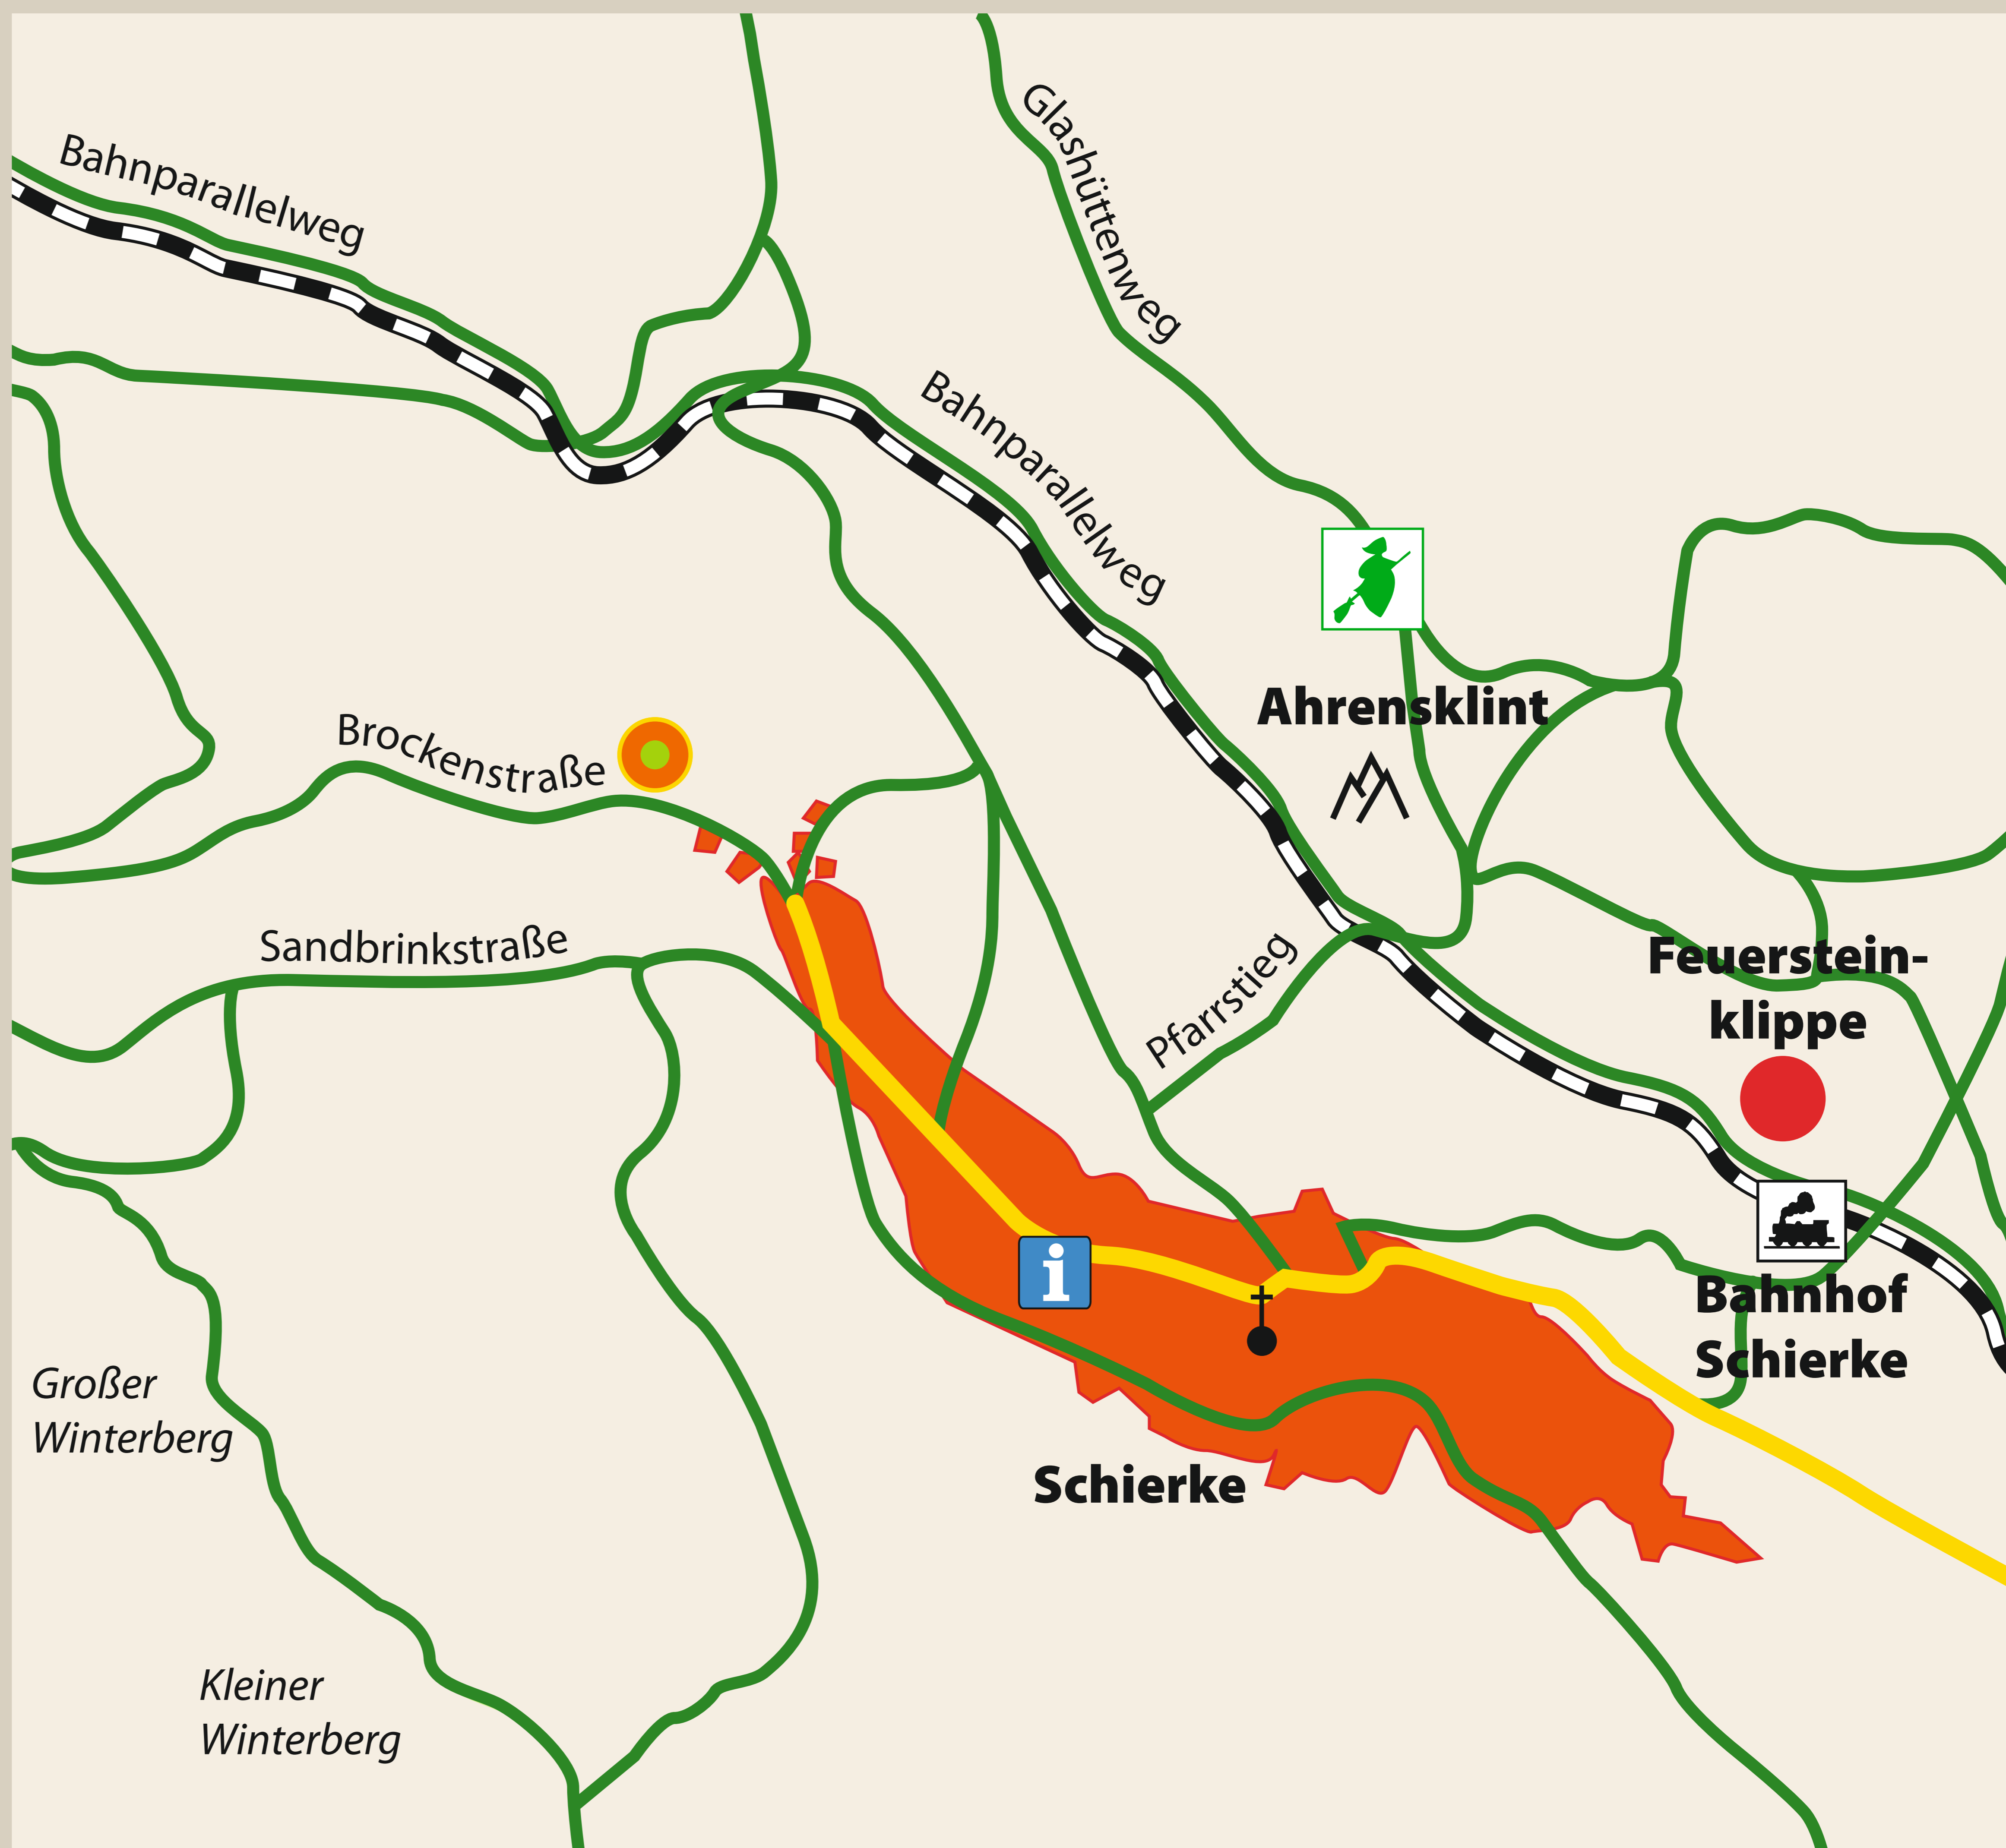 Glashüttenweg
Bahnparallelweg
Bahnparallelweg
Ahrensklint
Brockenstraße
Sandbrinkstraße
Pfarrstieg
Feuerstein-
klippe
i
Bahnhof
Schierke
Großer
Winterberg
Schierke
Kleiner
Winterberg